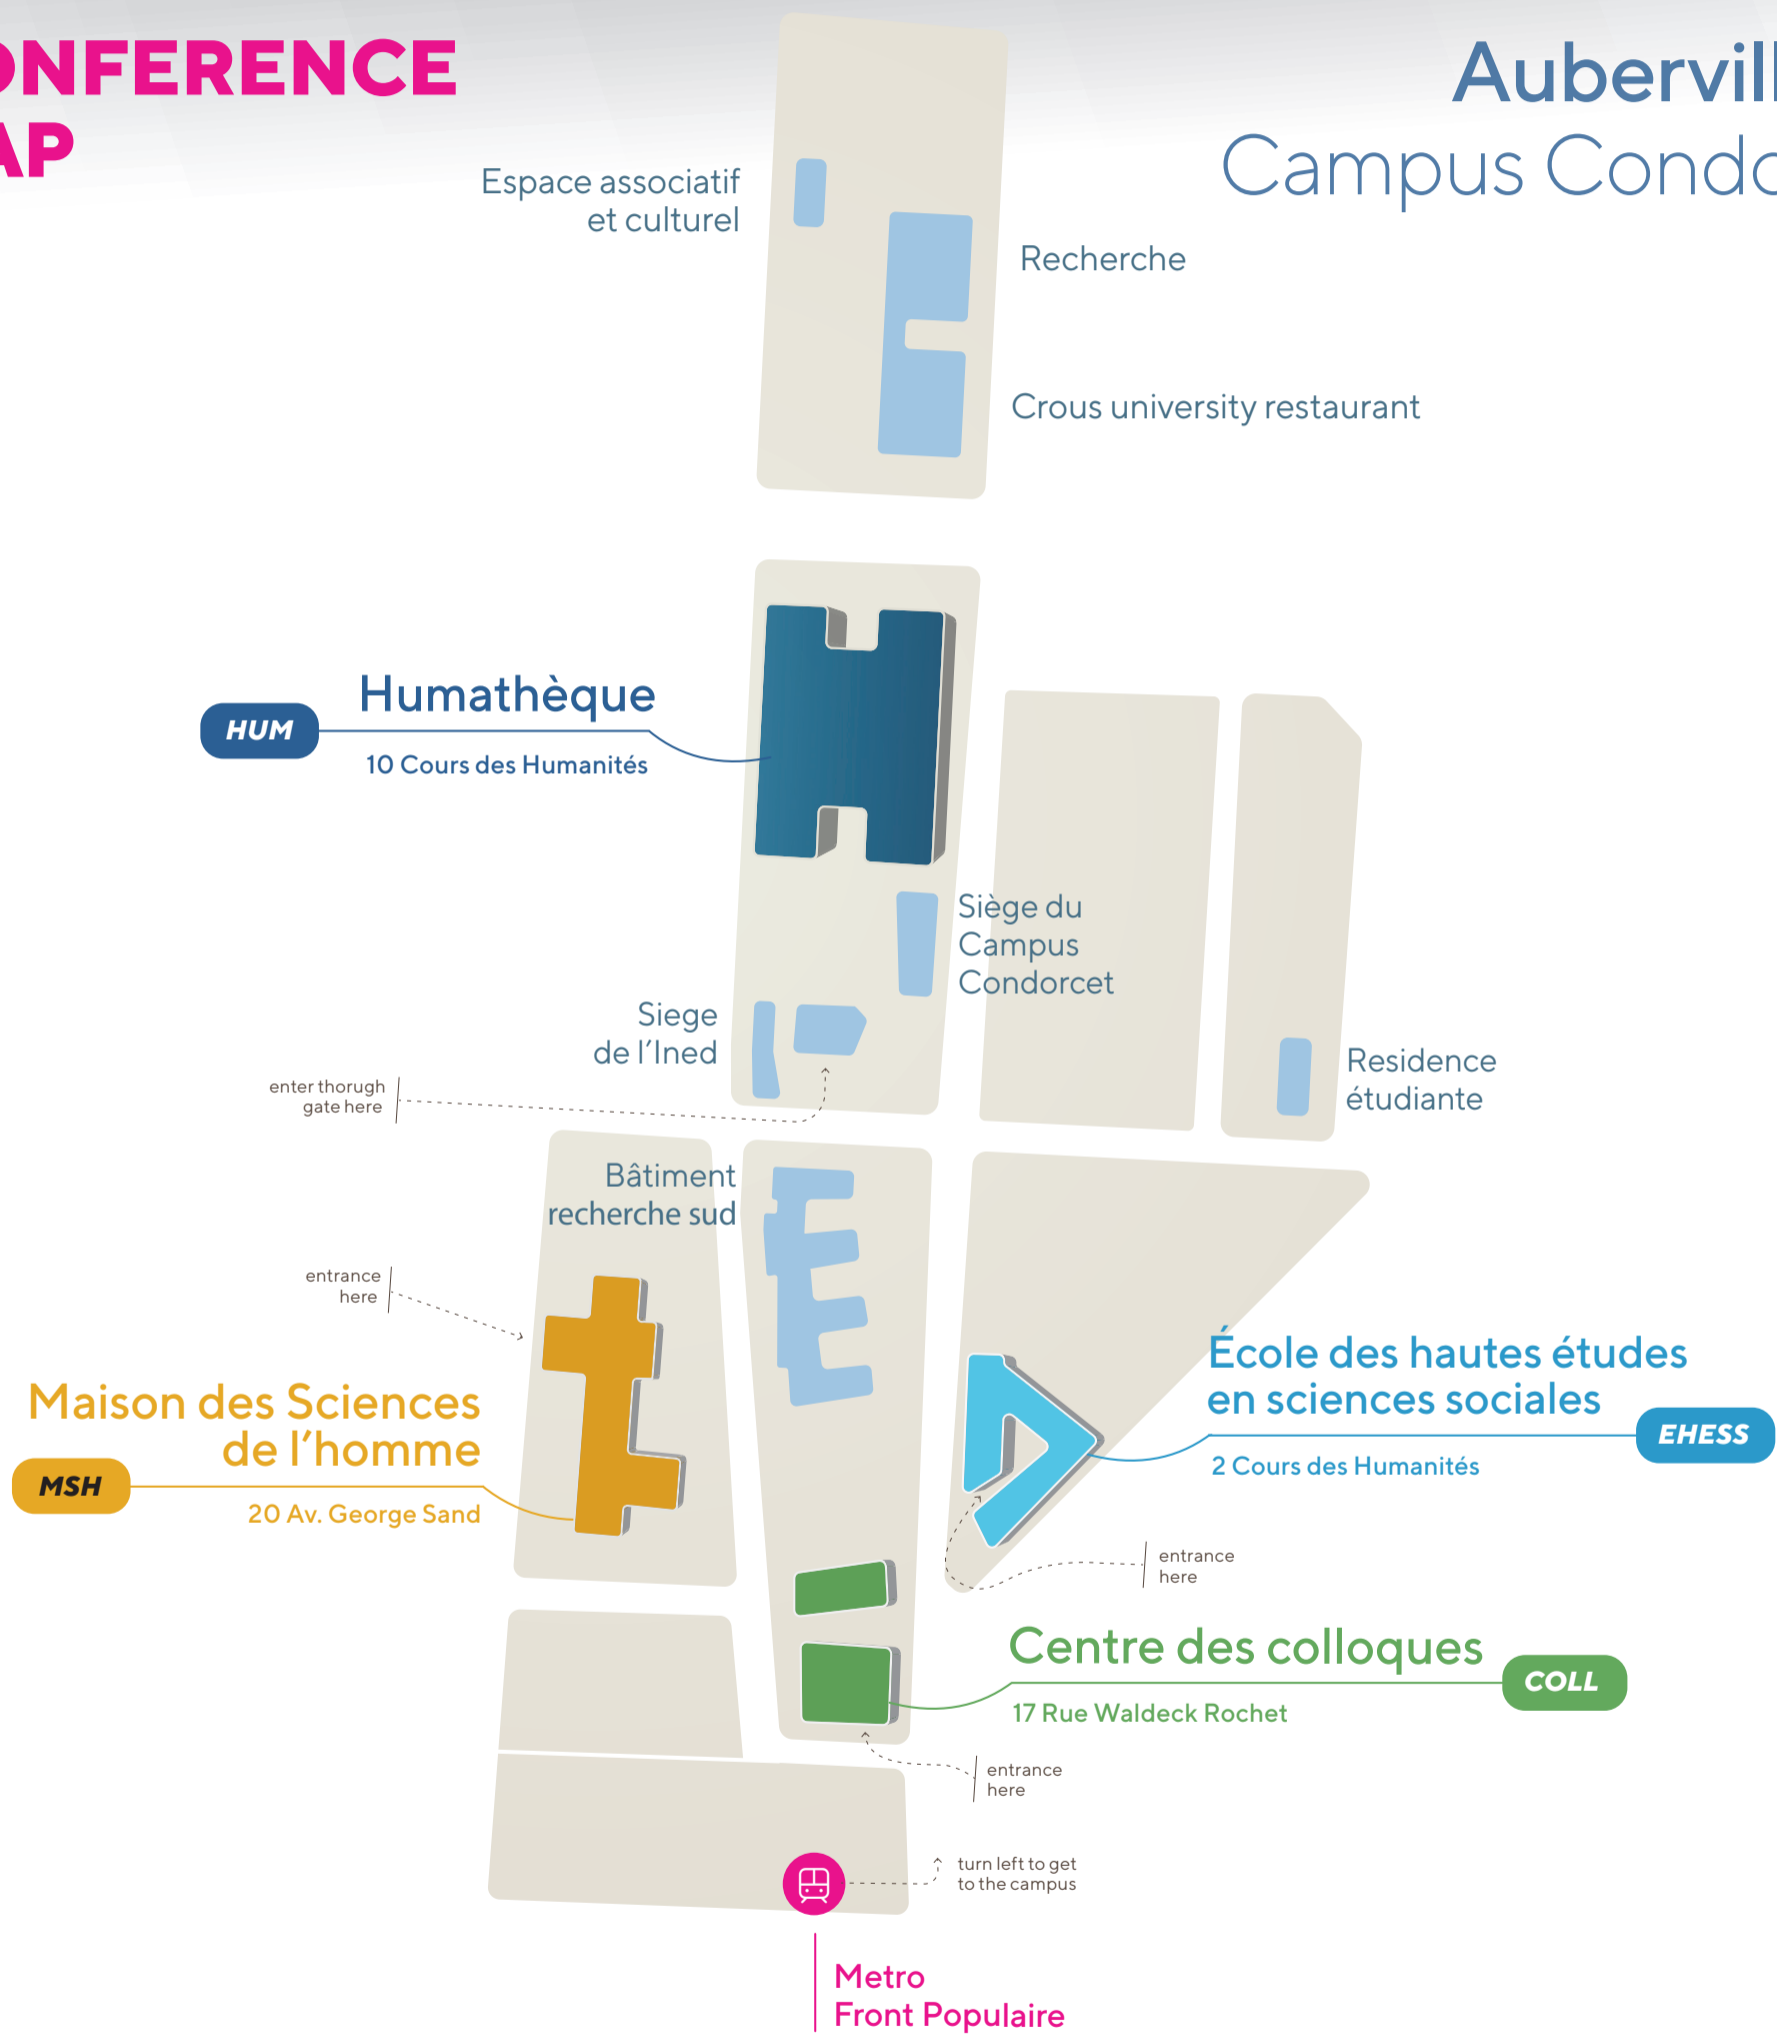 ONFERENCE
AP
Aubervill
Campus Condo
Espace associatif
et culturel
Recherche
Crous university restaurant
Humathèque
HUM
10 Cours des Humanités
Siège du
Campus
Condorcet
Siege
de l'Ined
enter thorugh
gate here
Residence
étudiante
Bâtiment
recherche sud
entrance
here
École des hautes études
en sciences sociales
EHESS
2 Cours des Humanités
Maison des Sciences
de l'homme
MSH
20 Av. George Sand
entrance
here
Centre des colloques
COLL
17 Rue Waldeck Rochet
entrance
here
turn left to get
to the campus
Metro
Front Populaire